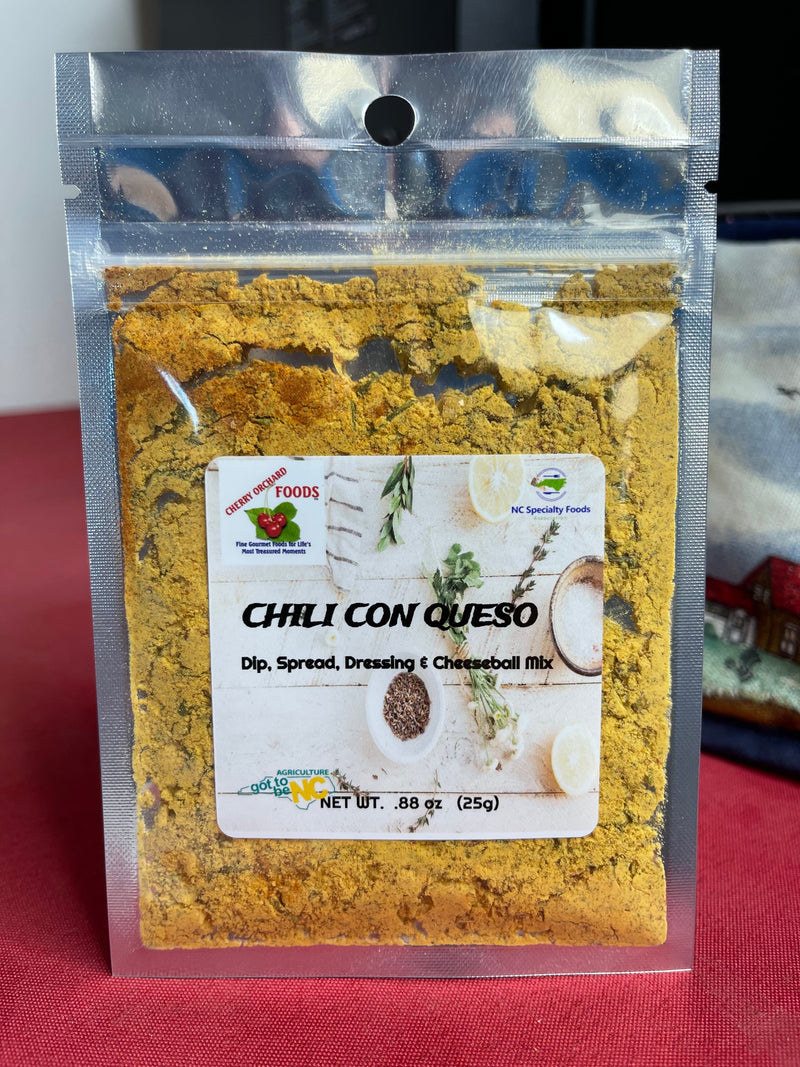 CHERRY ORCHARD
FOODS
Fine Gourmet Foods for Life's
Most Treasured Moments
NC Specialty Foods
CHILI CON QUESO
Dip, Spread, Dressing & Cheeseball Mix
AGRICULTURE
got to
be NC
NET WT. .88 oz (25g)